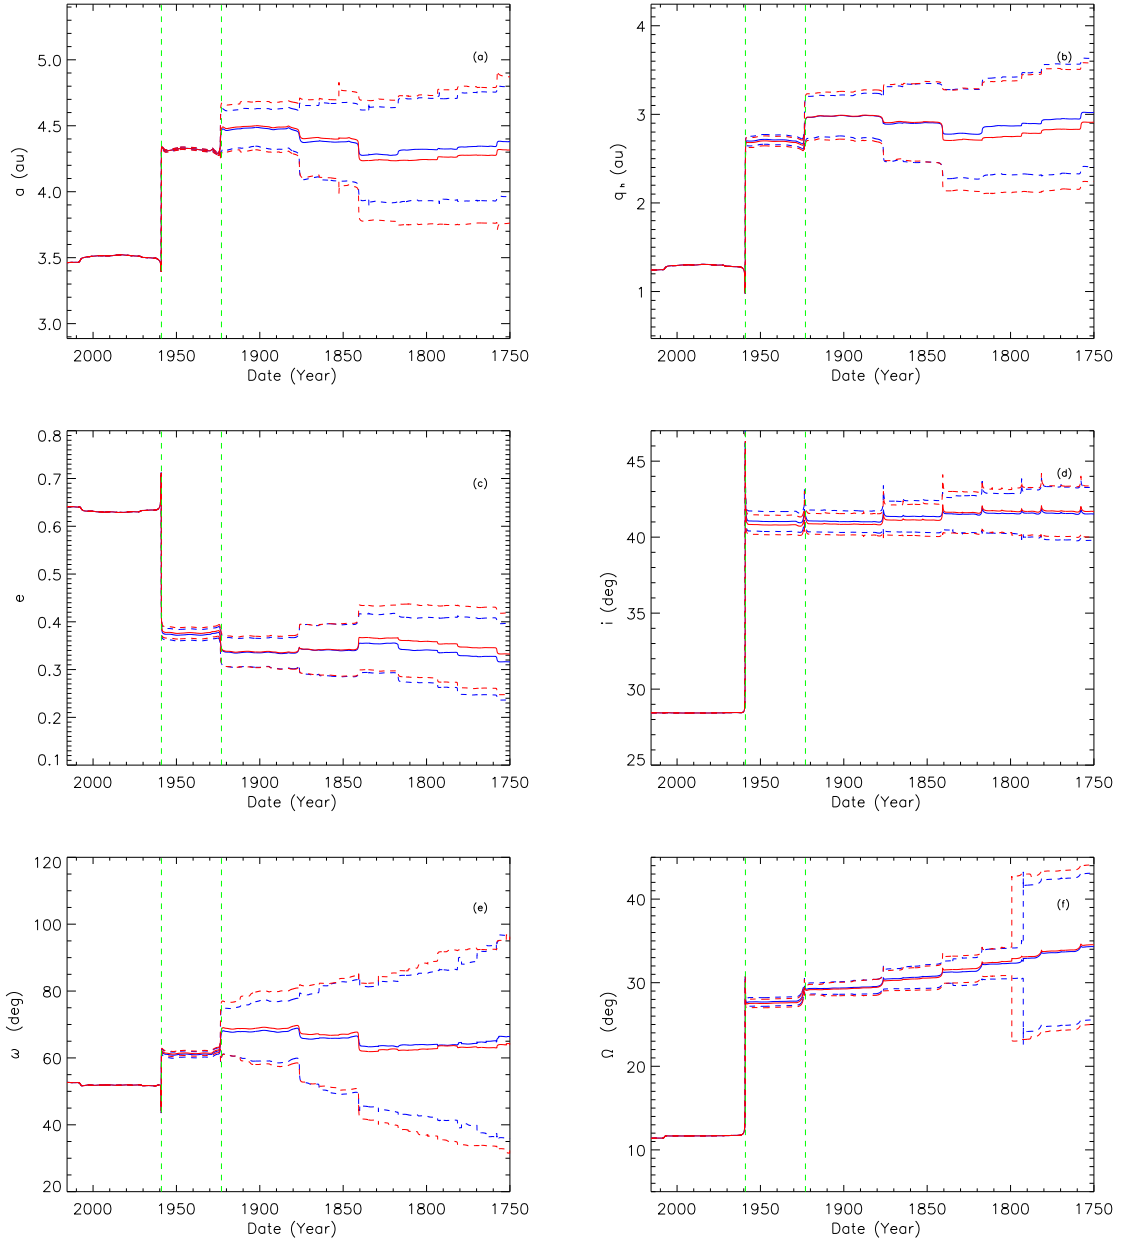 (a)
5.0
4.5
4.0
3.5
3.0
a (au)
2000 1950 1900 1850 1800 1750
Date (Year)
(b)
4
3
2
1
q h (au)
2000 1950 1900 1850 1800 1750
Date (Year)
(c)
0.8
0.7
0.6
0.5
0.4
0.3
0.2
0.1
e
2000 1950 1900 1850 1800 1750
Date (Year)
(d)
45
40
35
30
25
i (deg)
2000 1950 1900 1850 1800 1750
Date (Year)
(e)
120
100
80
60
40
20
ω (deg)
2000 1950 1900 1850 1800 1750
Date (Year)
(f)
40
30
20
10
Ω (deg)
2000 1950 1900 1850 1800 1750
Date (Year)